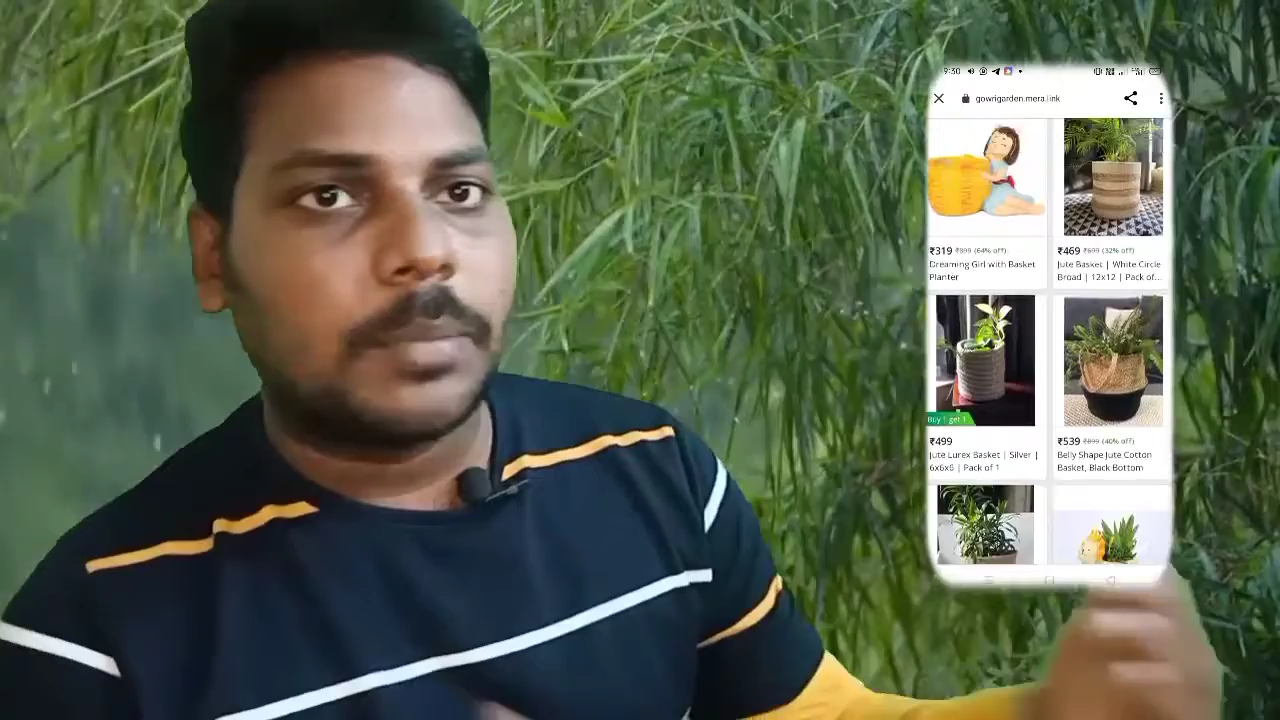 9:30
gowrigarden.mera.link
₹319 ₹899 (64% off)
Dreaming Girl with Basket
Planter
₹469 ₹699 (32% off)
Jute Basket | White Circle
Broad | 12x12 | Pack of...
Buy 1 get 1
₹499
Jute Lurex Basket | Silver |
6x6x6 | Pack of 1
₹539 ₹899 (40% off)
Belly Shape Jute Cotton
Basket, Black Bottom